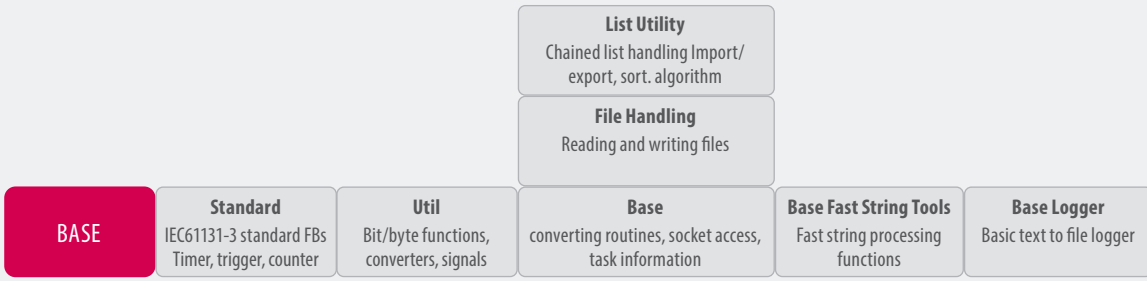 List Utility
Chained list handling Import/
export, sort. algorithm
File Handling
Reading and writing files
BASE
Standard
IEC61131-3 standard FBs
Timer, trigger, counter
Util
Bit/byte functions,
converters, signals
Base
converting routines, socket access,
task information
Base Fast String Tools
Fast string processing
functions
Base Logger
Basic text to file logger